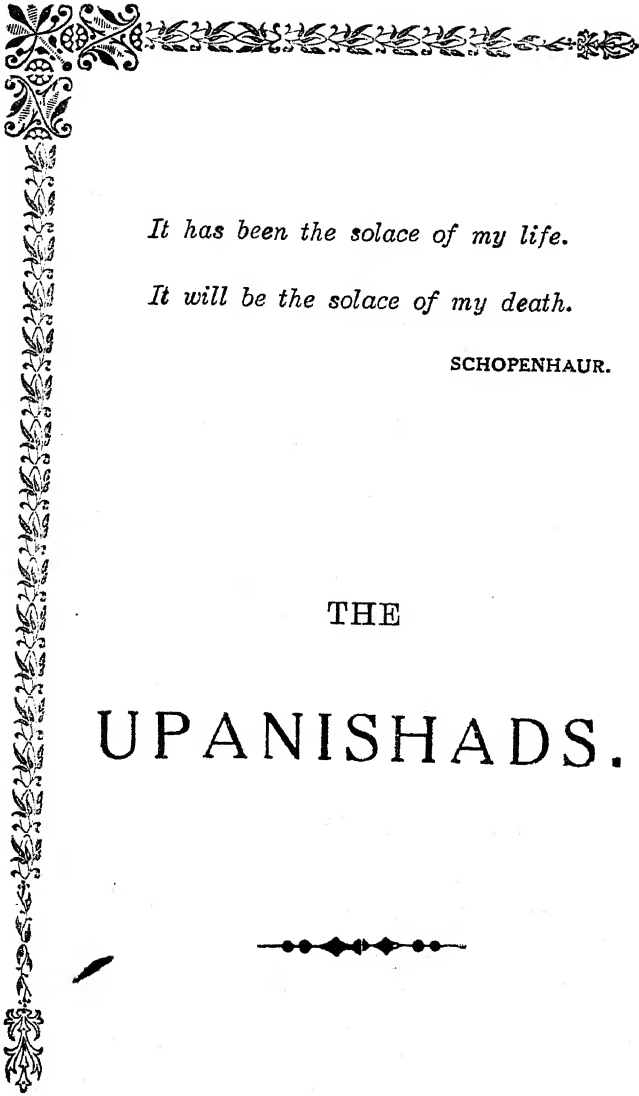 It has been the solace of my life.
It will be the solace of my death.
SCHOPENHAUR.
THE
UPANISHADS.